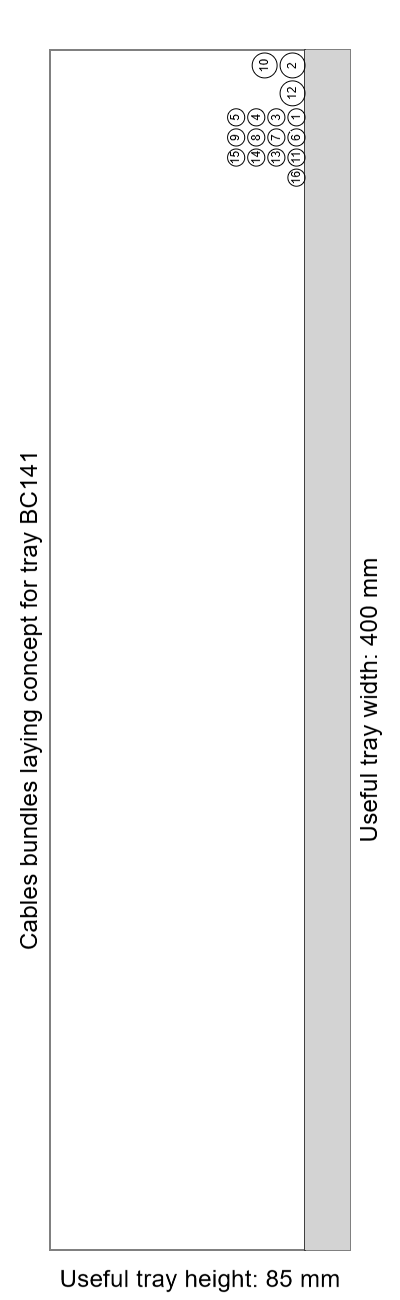 Cables bundles laying concept for tray BC141
10 2
12
5 4 3 1
9 8 7 6
15 14 13 11
16
Useful tray width: 400 mm
Useful tray height: 85 mm